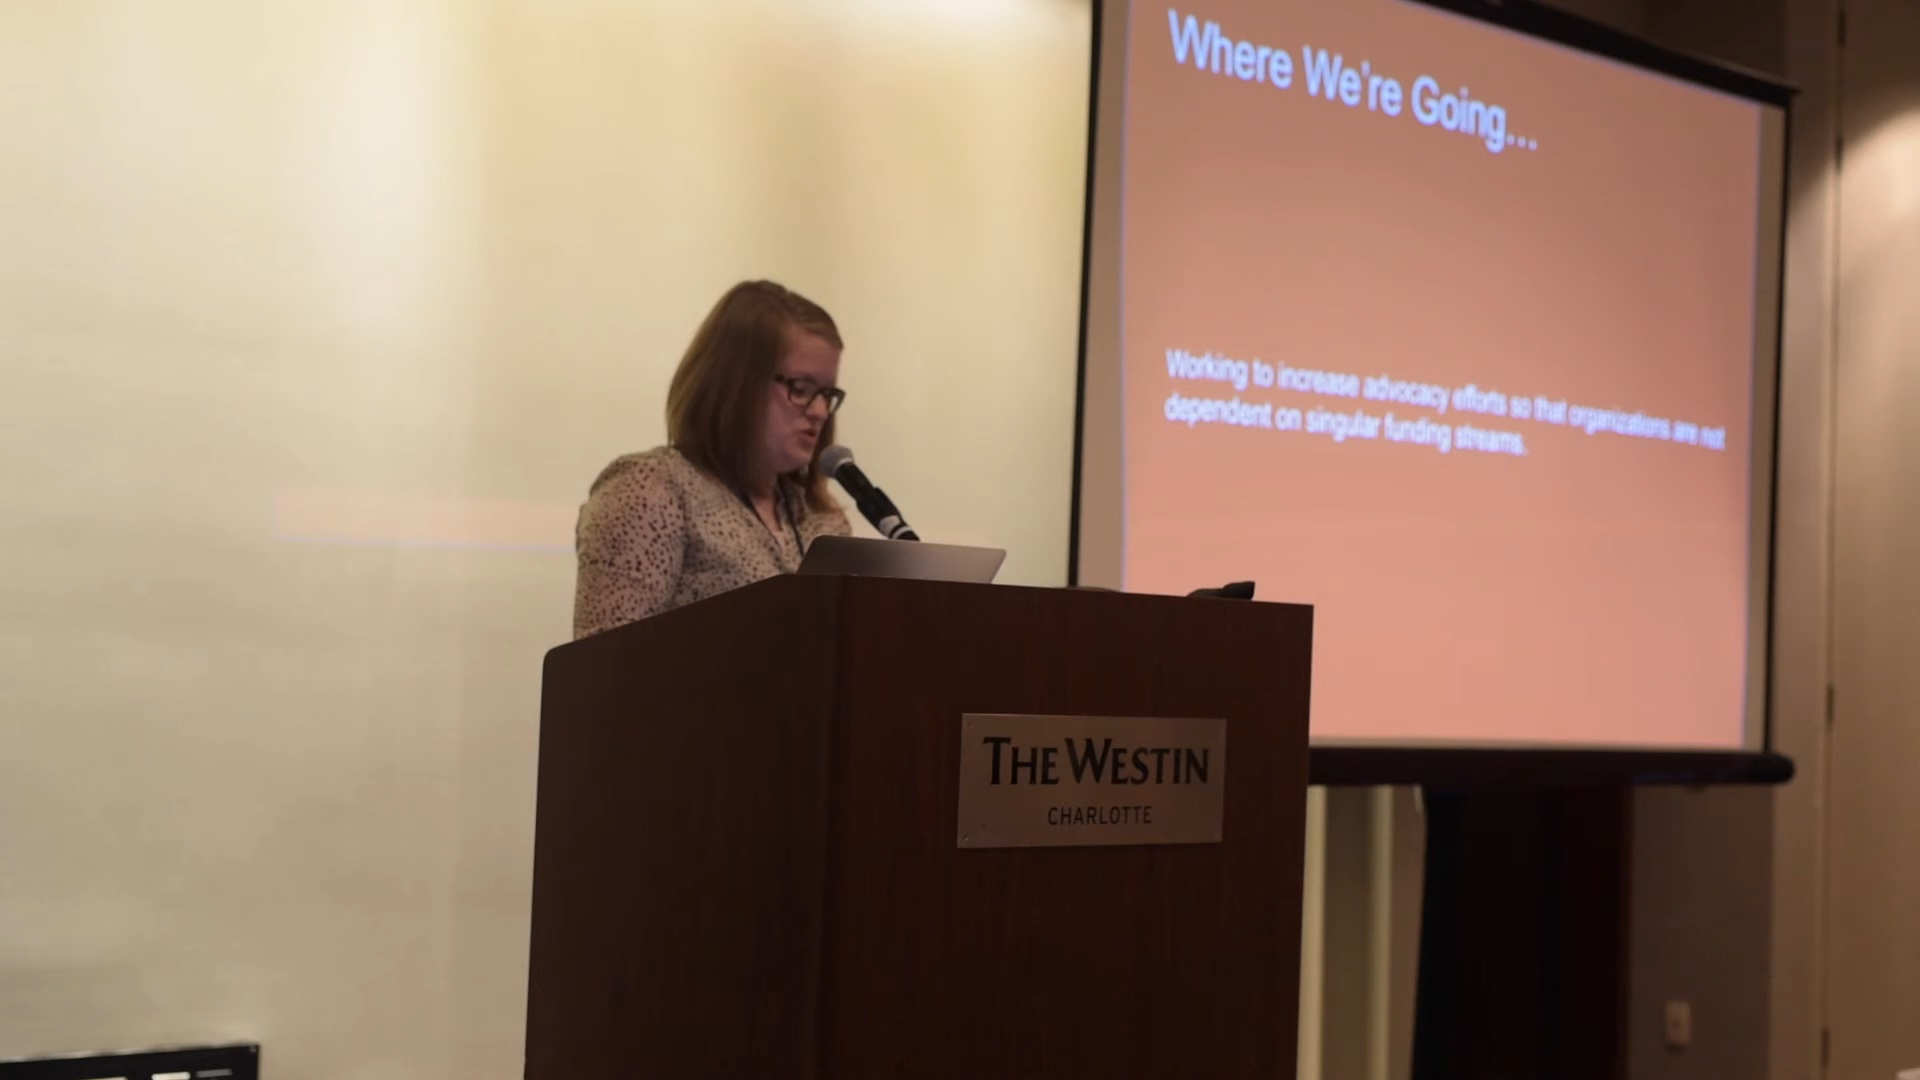 Where We're Going...
Working to increase advocacy efforts so that organizations are not
dependent on singular funding streams.
THE WESTIN
CHARLOTTE